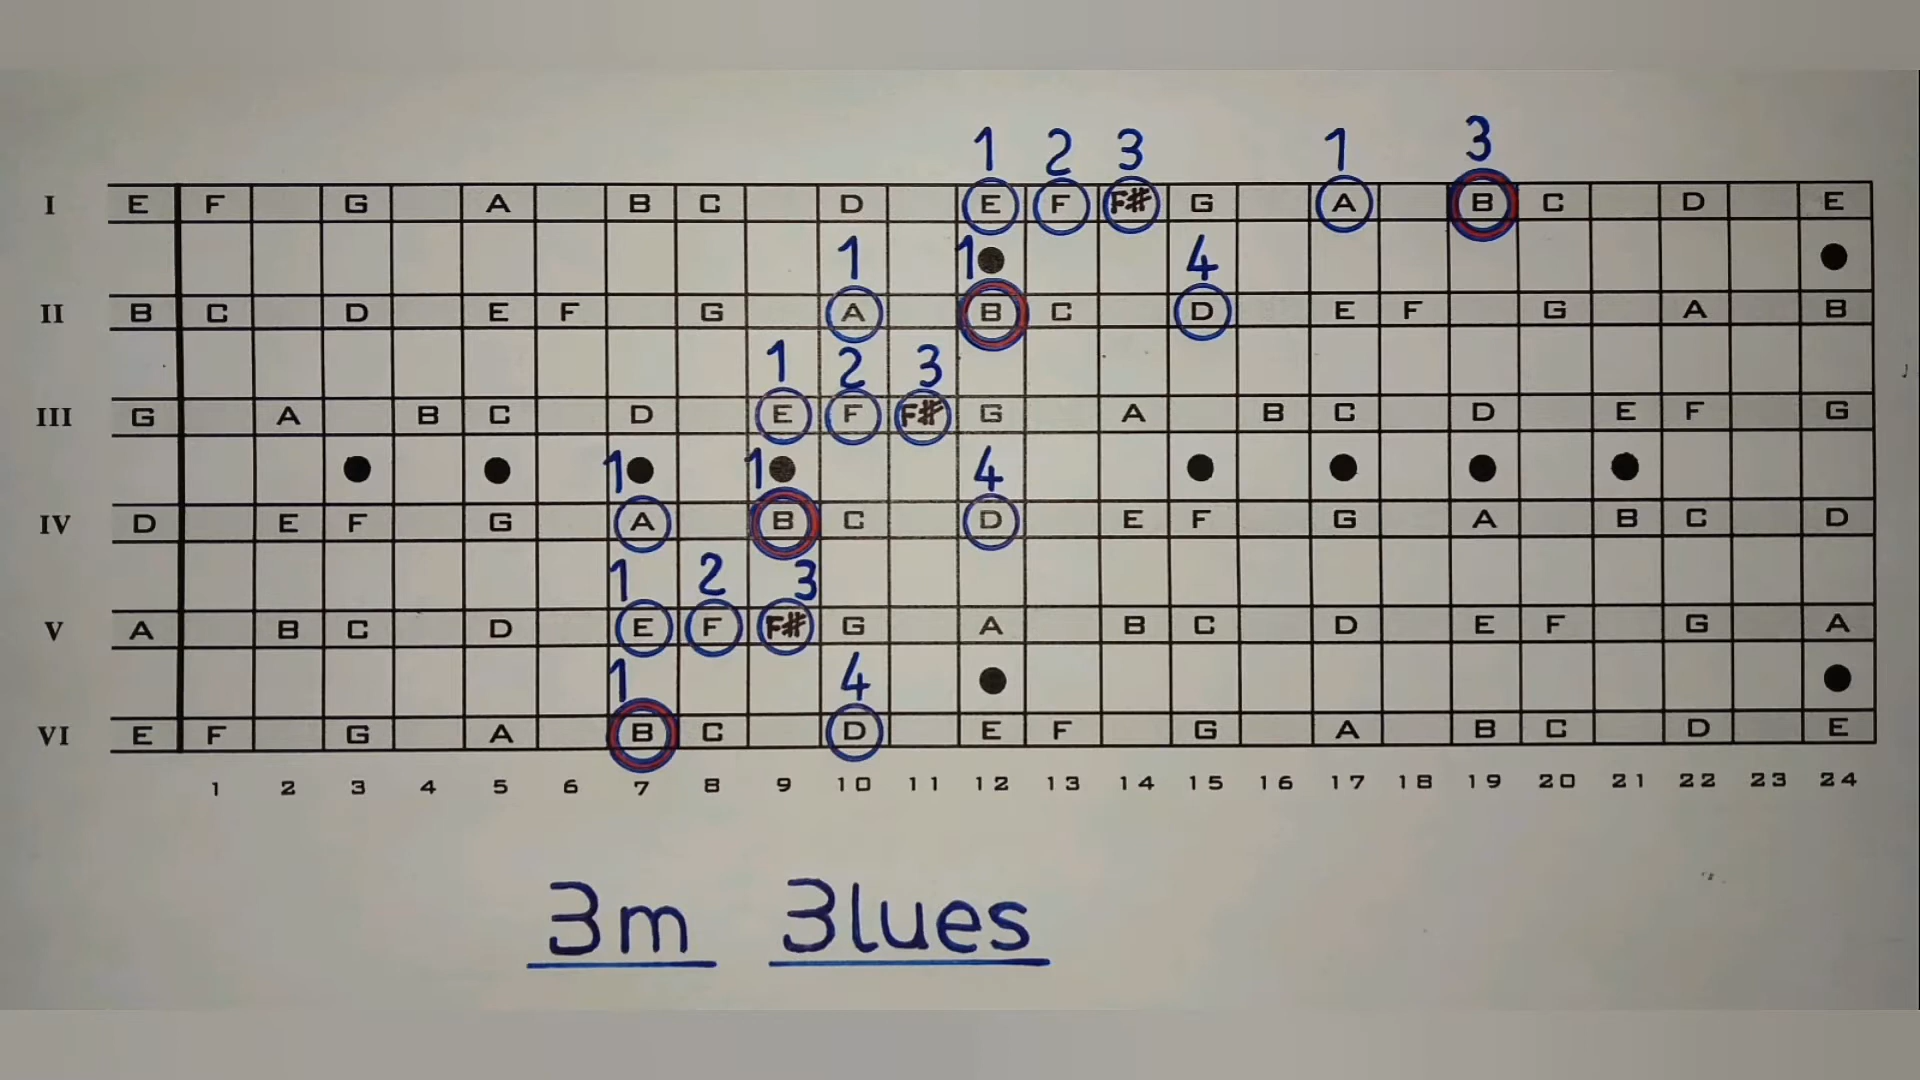 1 2 3 1 3
I E F G A B C D E F F# G A B C D E
1 1 4
II B C D E F G A B C D E F G A B
1 2 3
III G A B C D E F F# G A B C D E F G
1 1 4
IV D E F G A B C D E F G A B C D
1 2 3
V A B C D E F F# G A B C D E F G A
1 4
VI E F G A B C D E F G A B C D E
1 2 3 4 5 6 7 8 9 10 11 12 13 14 15 16 17 18 19 20 21 22 23 24
3m 3lues